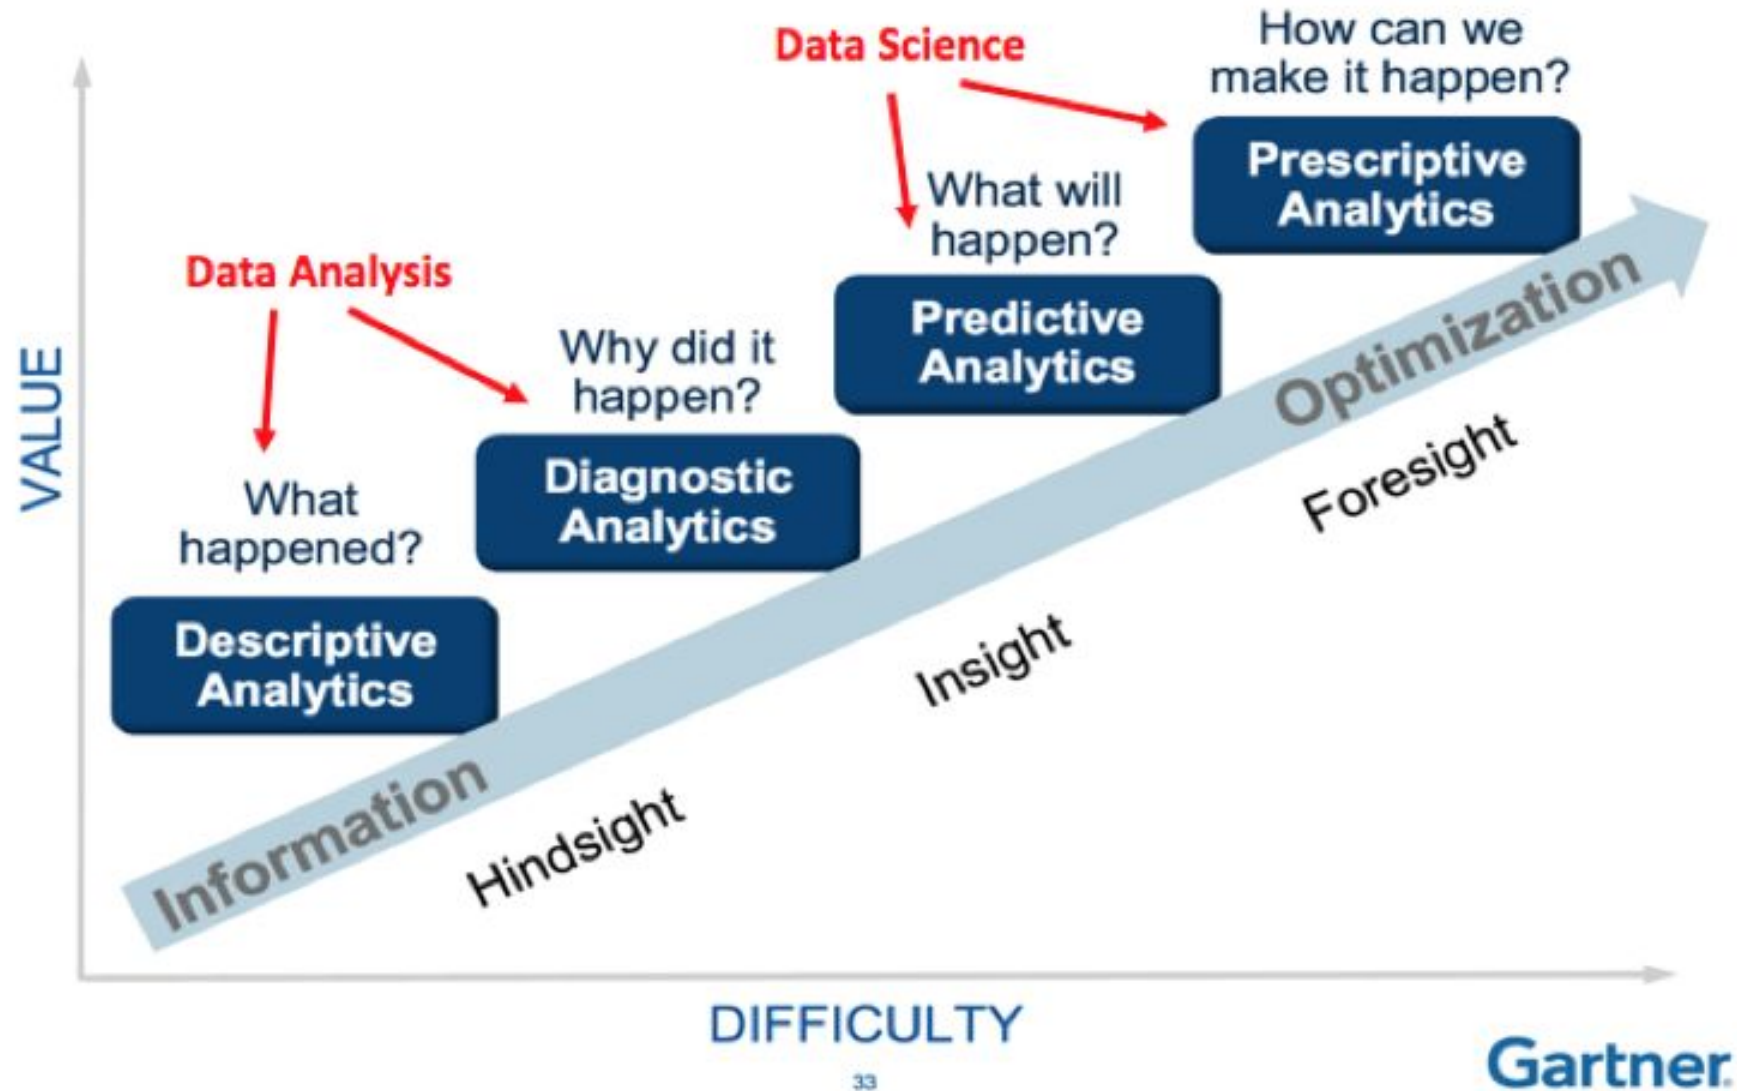 Data Science
How can we
make it happen?
Prescriptive
Analytics
What will
happen?
Predictive
Analytics
Data Analysis
Why did it
happen?
Diagnostic
Analytics
What
happened?
Descriptive
Analytics
VALUE
Information
Optimization
Hindsight
Insight
Foresight
DIFFICULTY
33
Gartner